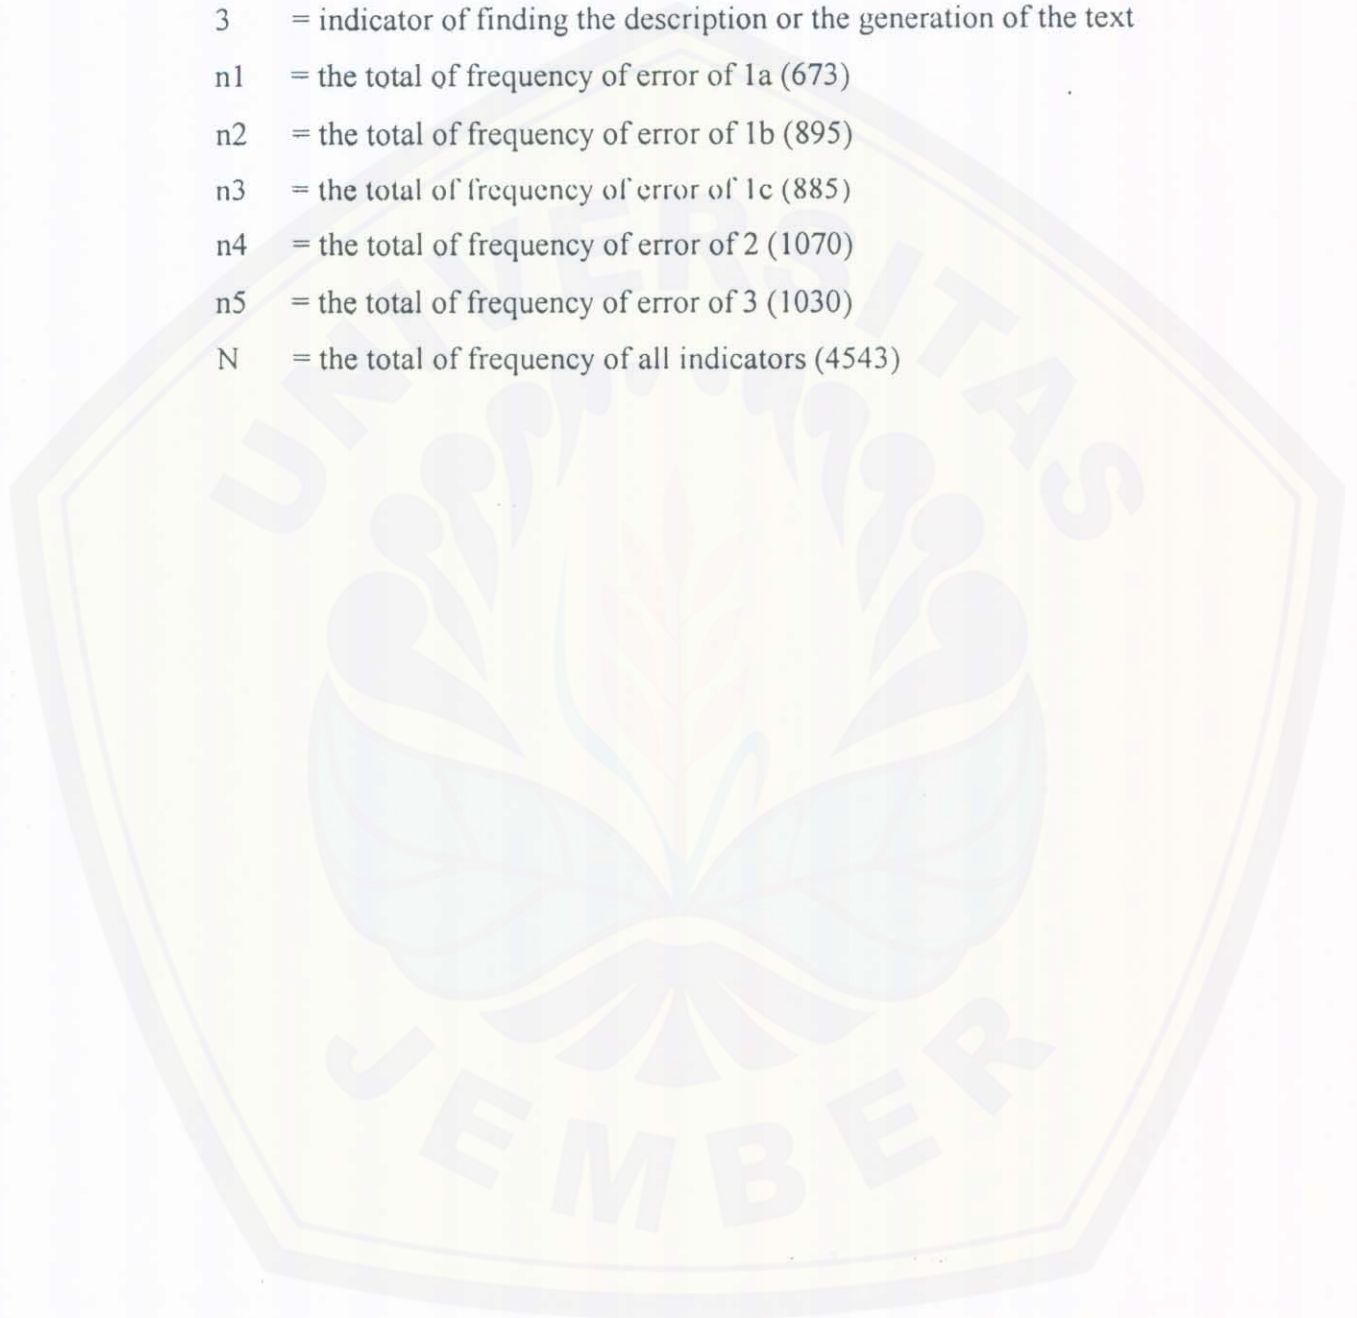 3 = indicator of finding the description or the generation of the text
n1 = the total of frequency of error of 1a (673)
n2 = the total of frequency of error of 1b (895)
n3 = the total of frequency of error of 1c (885)
n4 = the total of frequency of error of 2 (1070)
n5 = the total of frequency of error of 3 (1030)
N = the total of frequency of all indicators (4543)
UNIVERSITAS
JEMBER